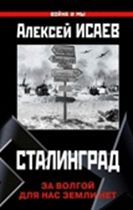 ВОЙНА И МЫ
Алексей ИСАЕВ
СТАЛИНГРАД
ЗА ВОЛГОЙ
ДЛЯ НАС ЗЕМЛИ НЕТ